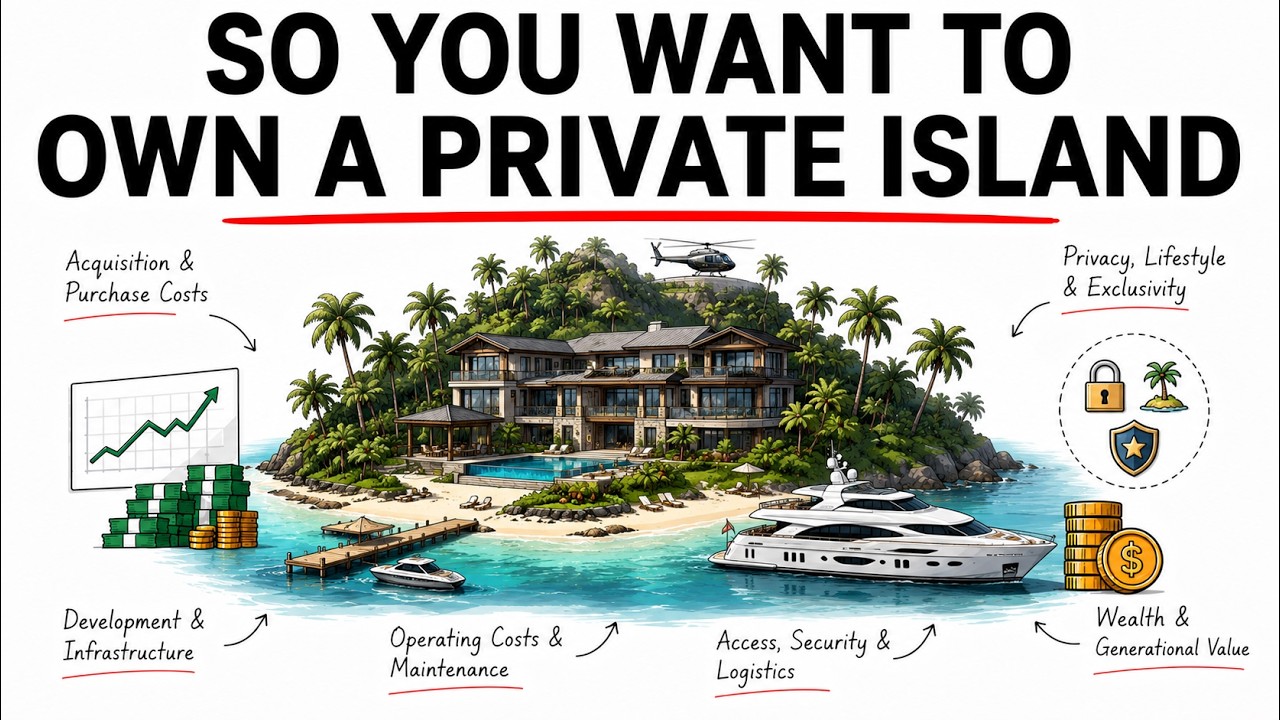 SO YOU WANT TO
OWN A PRIVATE ISLAND
Acquisition &
Purchase Costs
Privacy, Lifestyle
& Exclusivity
$
Development &
Infrastructure
Operating Costs &
Maintenance
Access, Security &
Logistics
Wealth &
Generational Value